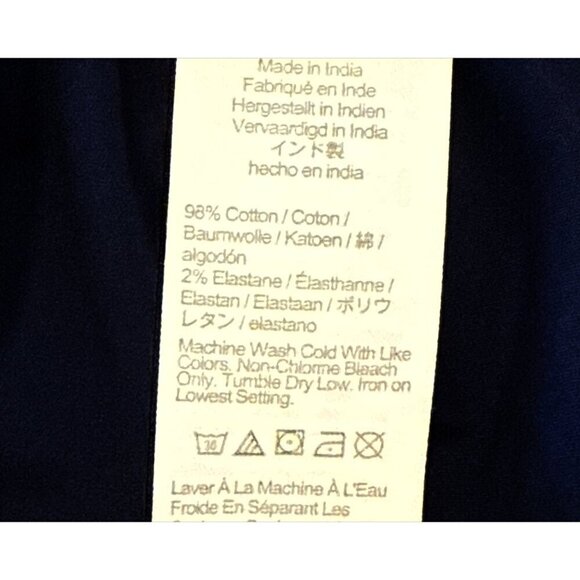 Made in India
Fabriqué en Inde
Hergestellt in Indien
Vervaardigd in India
インド製
hecho en india
98% Cotton / Coton /
Baumwolle / Katoen / 綿 /
algodón
2% Elastane / Élasthanne /
Elastan / Elastaan / ポリウ
レタン / elastano
Machine Wash Cold With Like
Colors. Non-Chlorine Bleach
Only. Tumble Dry Low. Iron on
Lowest Setting.
30
Laver À La Machine À L'Eau
Froide En Séparant Les